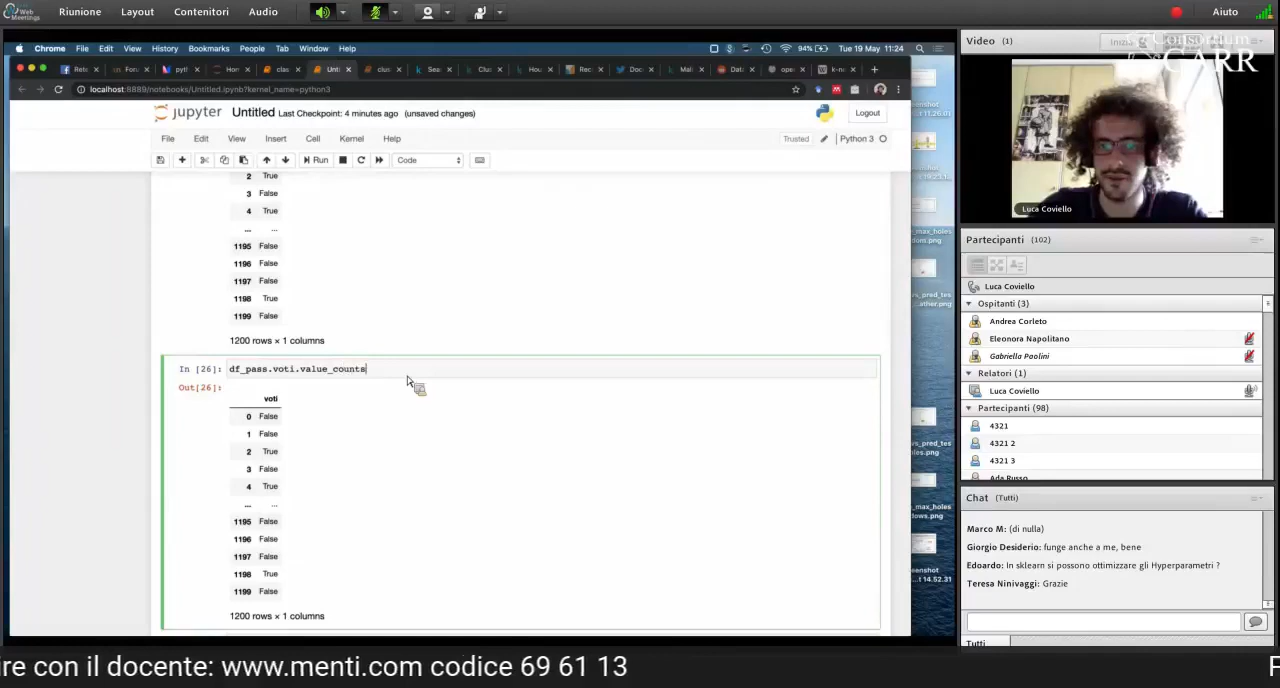 Web Meetings
Riunione Layout Contenitori Audio Aiuto
Chrome File Edit View History Bookmarks People Tab Window Help
94% Tue 19 May 11:24
localhost:8889/notebooks/Untitled.ipynb?kernel_name=python3
jupyter Untitled Last Checkpoint: 4 minutes ago (unsaved changes)
Logout
File Edit View Insert Cell Kernel Help
Trusted Python 3
Run Code
2 True
3 False
4 True
... ...
1195 False
1196 False
1197 False
1198 True
1199 False
1200 rows × 1 columns
In [26]: df_pass.voti.value_counts
Out[26]:
voti
0 False
1 False
2 True
3 False
4 True
... ...
1195 False
1196 False
1197 False
1198 True
1199 False
1200 rows × 1 columns
Video (1)
Consortium
GARR
Luca Coviello
Partecipanti (102)
Luca Coviello
Ospitanti (3)
Andrea Corleto
Eleonora Napolitano
Gabriella Paolini
Relatori (1)
Luca Coviello
Partecipanti (98)
4321
4321 2
4321 3
Ada Russo
Chat (Tutti)
Marco M: (di nulla)
Giorgio Desiderio: funge anche a me, bene
Edoardo: In sklearn si possono ottimizzare gli Hyperparametri ?
Teresa Ninivaggi: Grazie
Tutti
ire con il docente: www.menti.com codice 69 61 13